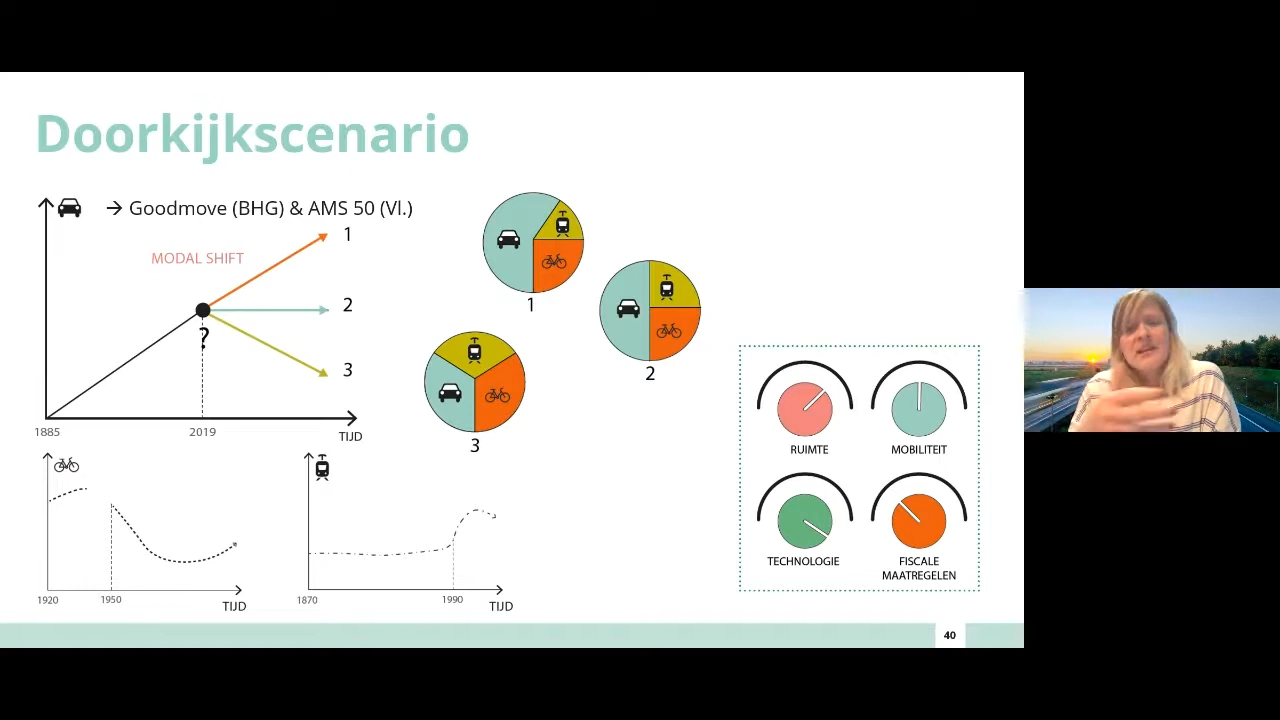 Doorkijkscenario
→ Goodmove (BHG) & AMS 50 (Vl.)
MODAL SHIFT
1
2
3
?
1885
2019
TIJD
1
2
3
1920
1950
TIJD
1870
1990
TIJD
RUIMTE
MOBILITEIT
TECHNOLOGIE
FISCALE
MAATREGELEN
40